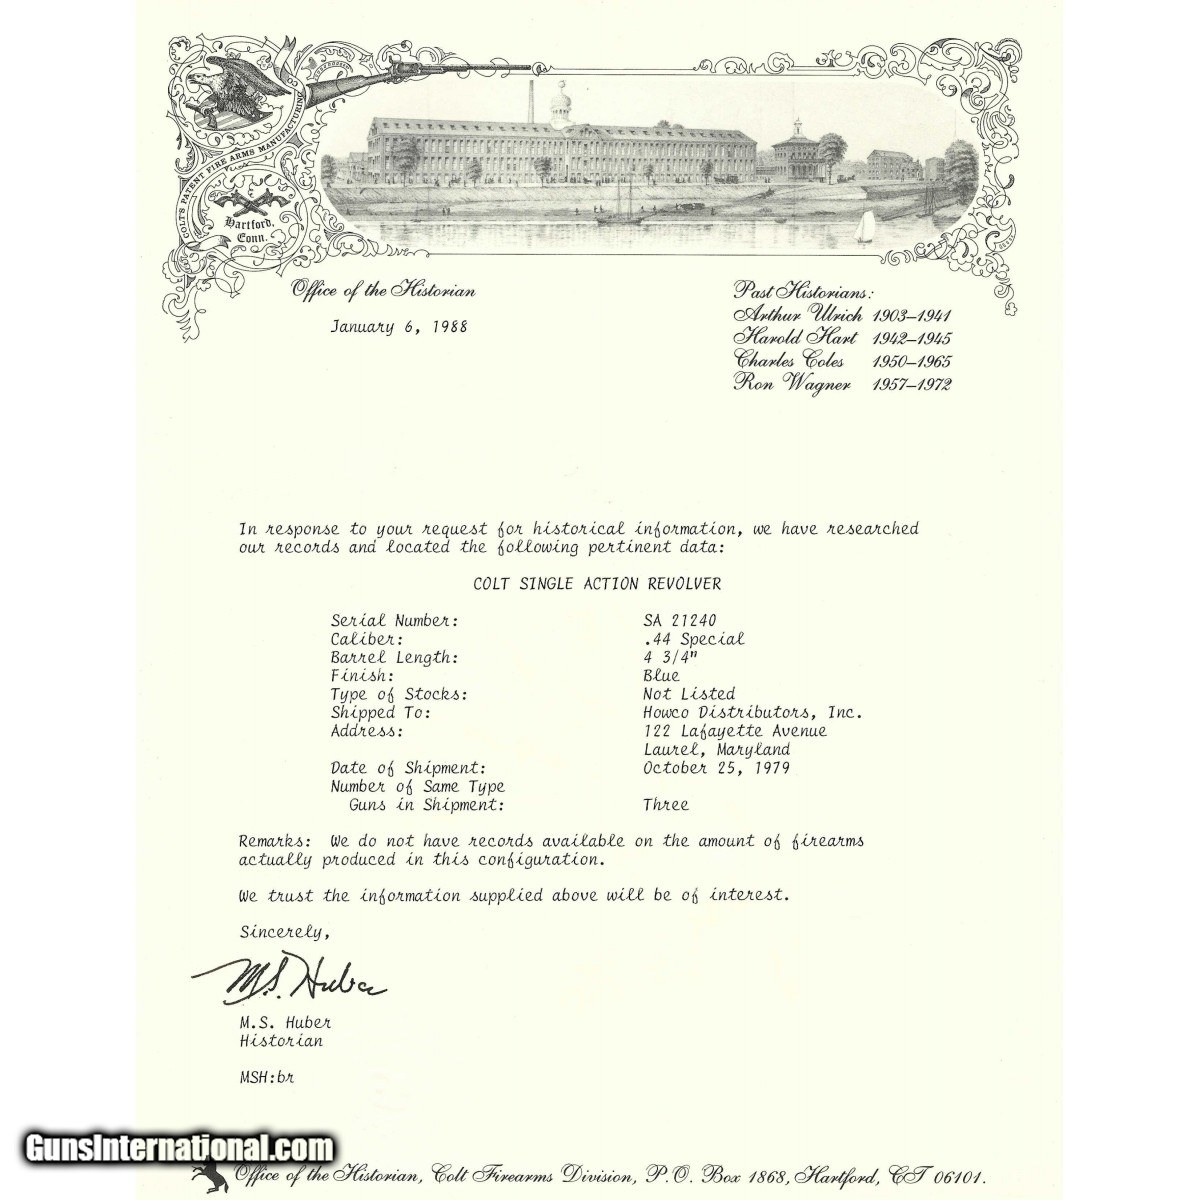 COLTS PATENT FIRE ARMS MANUFACTURING
Hartford,
Conn.
Office of the Historian
January 6, 1988
Past Historians:
Arthur Ulrich 1903–1941
Harold Hart 1942–1945
Charles Coles 1950–1965
Ron Wagner 1957–1972
In response to your request for historical information, we have researched
our records and located the following pertinent data:
COLT SINGLE ACTION REVOLVER
Serial Number: SA 21240
Caliber: .44 Special
Barrel Length: 4 3/4"
Finish: Blue
Type of Stocks: Not Listed
Shipped To: Howco Distributors, Inc.
Address: 122 Lafayette Avenue
Laurel, Maryland
Date of Shipment: October 25, 1979
Number of Same Type
Guns in Shipment: Three
Remarks: We do not have records available on the amount of firearms
actually produced in this configuration.
We trust the information supplied above will be of interest.
Sincerely,
M.S. Huber
M.S. Huber
Historian
MSH:br
GunsInternational.com
Office of the Historian, Colt Firearms Division, P.O. Box 1868, Hartford, CT 06101.